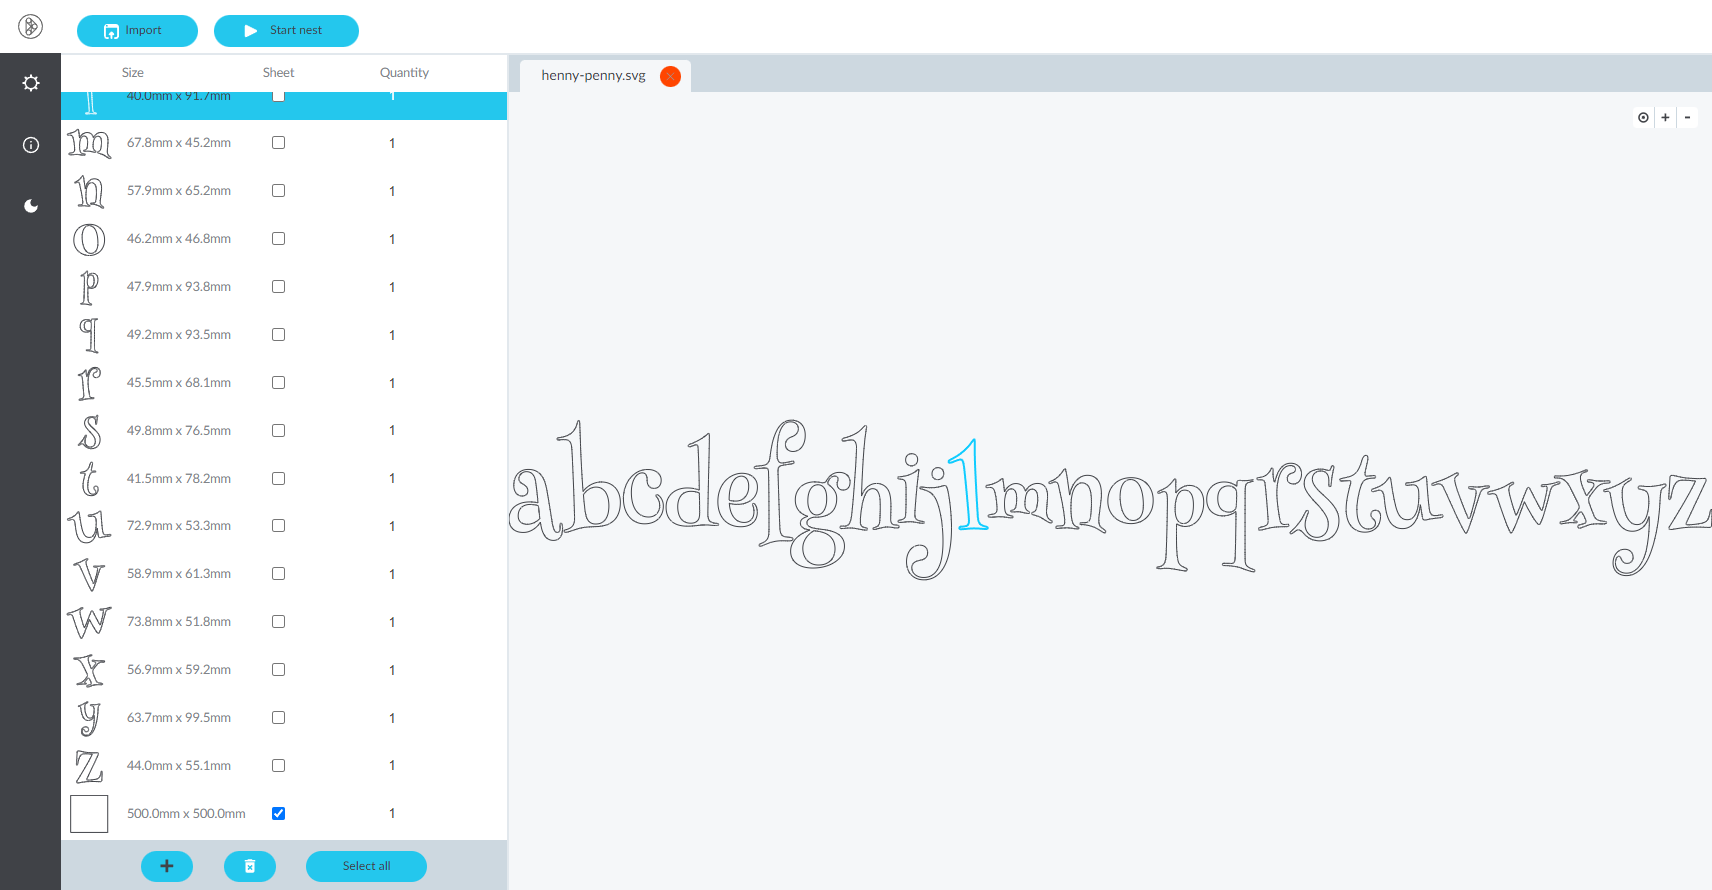 Import Start nest
Size Sheet Quantity
henny-penny.svg
40.0mm x 91.7mm 1
m 67.8mm x 45.2mm 1
n 57.9mm x 65.2mm 1
o 46.2mm x 46.8mm 1
p 47.9mm x 93.8mm 1
q 49.2mm x 93.5mm 1
r 45.5mm x 68.1mm 1
s 49.8mm x 76.5mm 1
t 41.5mm x 78.2mm 1
u 72.9mm x 53.3mm 1
v 58.9mm x 61.3mm 1
w 73.8mm x 51.8mm 1
x 56.9mm x 59.2mm 1
y 63.7mm x 99.5mm 1
z 44.0mm x 55.1mm 1
500.0mm x 500.0mm 1
Select all
abcdefghijlmnopqrstuvwxyz